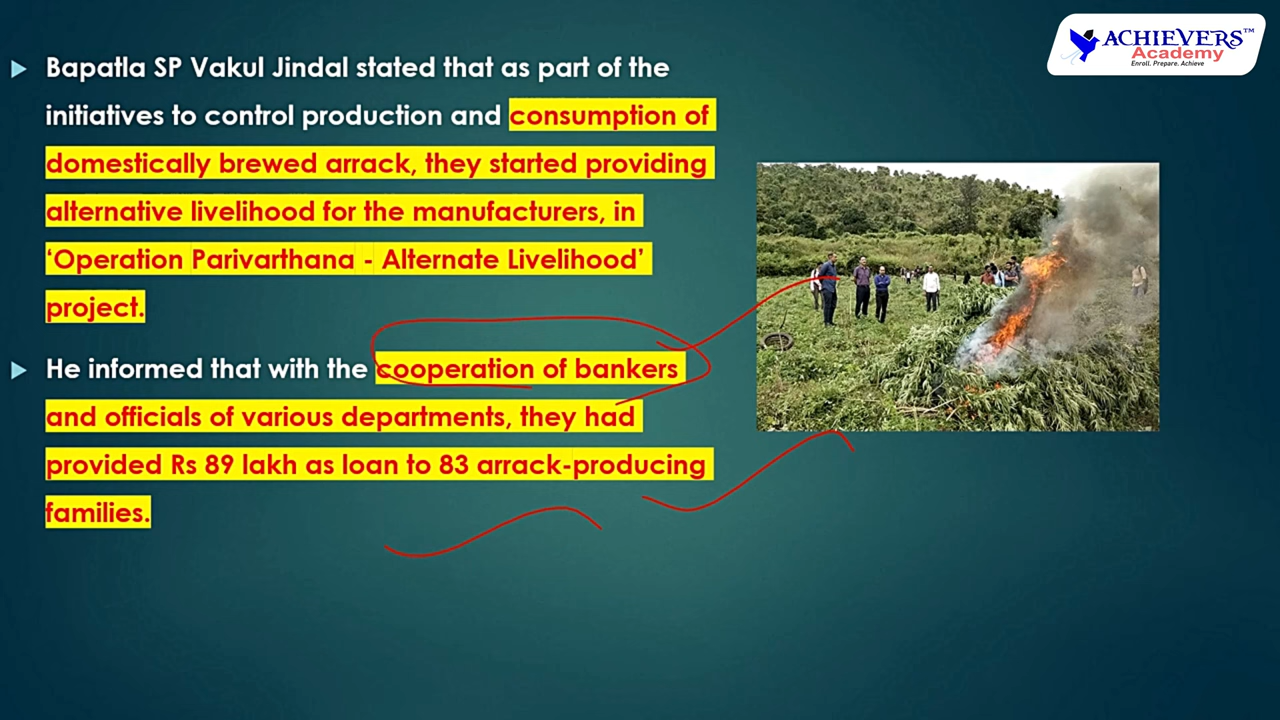 ACHIEVERS™
Academy
Enroll. Prepare. Achieve
Bapatla SP Vakul Jindal stated that as part of the
initiatives to control production and consumption of
domestically brewed arrack, they started providing
alternative livelihood for the manufacturers, in
‘Operation Parivarthana - Alternate Livelihood’
project.
He informed that with the cooperation of bankers
and officials of various departments, they had
provided Rs 89 lakh as loan to 83 arrack-producing
families.